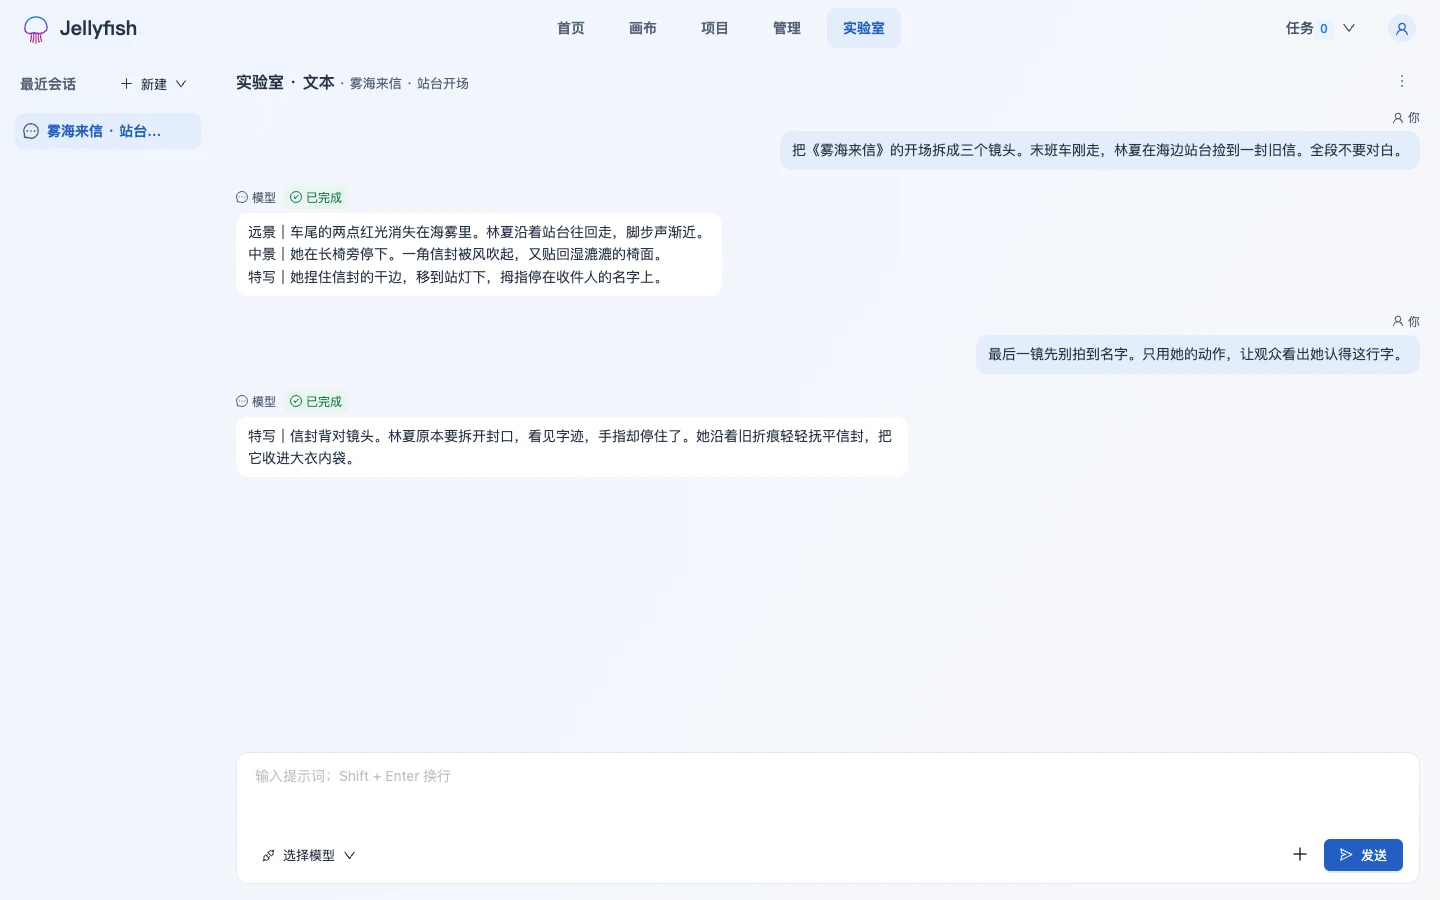 Jellyfish
首页
画布
项目
管理
实验室
任务 0
最近会话
新建
雾海来信 · 站台...
实验室 · 文本 · 雾海来信 · 站台开场
你
把《雾海来信》的开场拆成三个镜头。末班车刚走，林夏在海边站台捡到一封旧信。全段不要对白。
模型 已完成
远景｜车尾的两点红光消失在海雾里。林夏沿着站台往回走，脚步声渐近。
中景｜她在长椅旁停下。一角信封被风吹起，又贴回湿漉漉的椅面。
特写｜她捏住信封的干边，移到站灯下，拇指停在收件人的名字上。
你
最后一镜先别拍到名字。只用她的动作，让观众看出她认得这行字。
模型 已完成
特写｜信封背对镜头。林夏原本要拆开封口，看见字迹，手指却停住了。她沿着旧折痕轻轻抚平信封，把
它收进大衣内袋。
输入提示词；Shift + Enter 换行
选择模型
发送